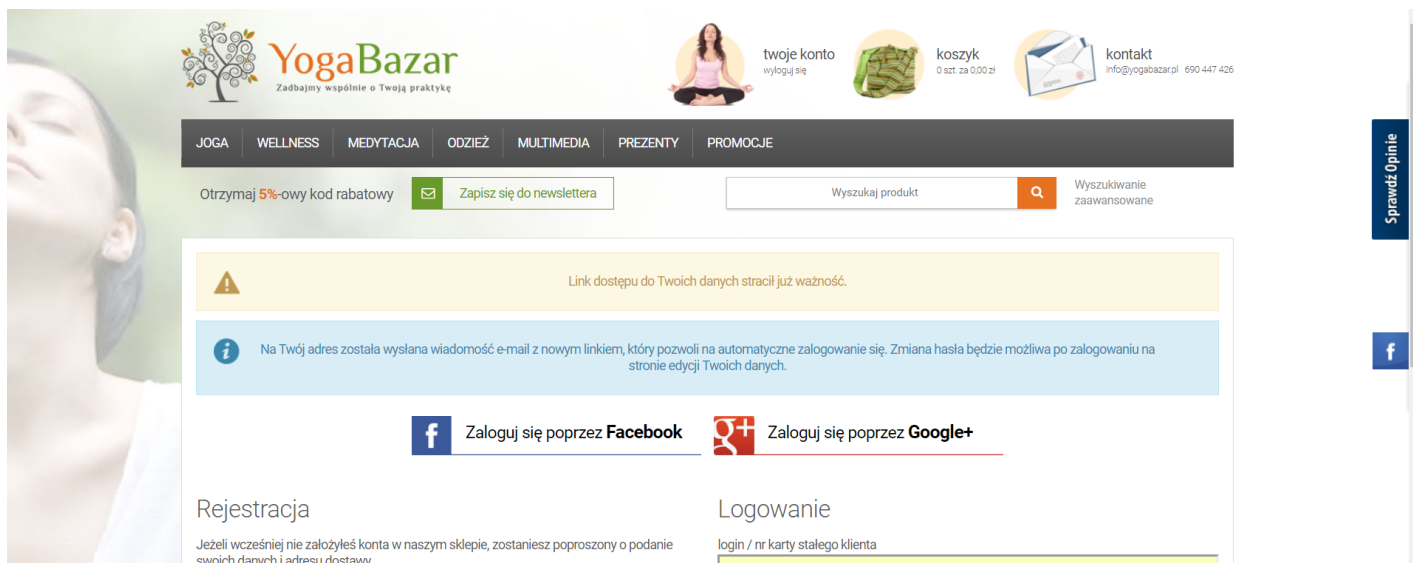 YogaBazar
Zadbajmy wspólnie o Twoją praktykę
twoje konto
wyloguj się
koszyk
0 szt. za 0,00 zł
kontakt
info@yogabazar.pl 690 447 426
JOGA WELLNESS MEDYTACJA ODZIEŻ MULTIMEDIA PREZENTY PROMOCJE
Otrzymaj 5%-owy kod rabatowy
Zapisz się do newslettera
Wyszukaj produkt
Wyszukiwanie
zaawansowane
Sprawdź Opinie
Link dostępu do Twoich danych stracił już ważność.
Na Twój adres została wysłana wiadomość e-mail z nowym linkiem, który pozwoli na automatyczne zalogowanie się. Zmiana hasła będzie możliwa po zalogowaniu na
stronie edycji Twoich danych.
Zaloguj się poprzez Facebook
Zaloguj się poprzez Google+
Rejestracja
Jeżeli wcześniej nie założyłeś konta w naszym sklepie, zostaniesz poproszony o podanie
swoich danych i adresu dostawy.
Logowanie
login / nr karty stałego klienta